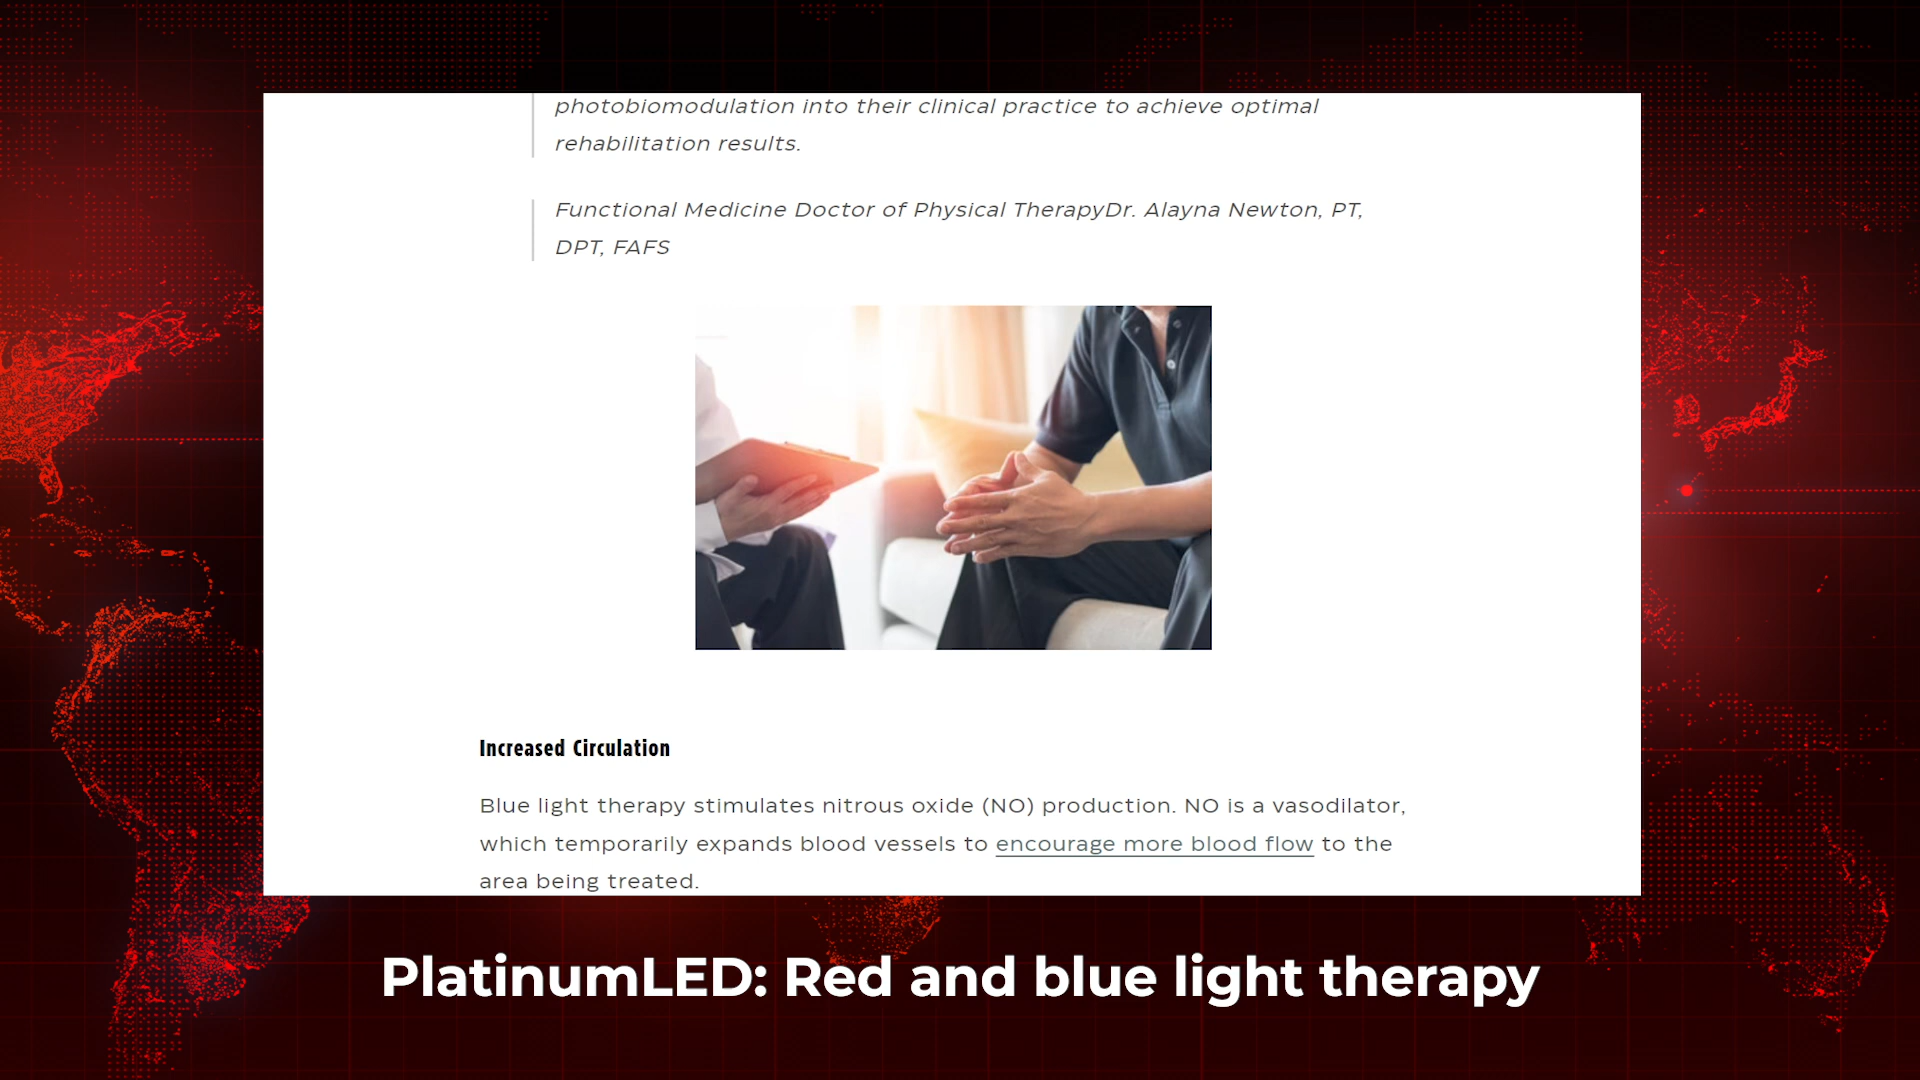 photobiomodulation into their clinical practice to achieve optimal
rehabilitation results.
Functional Medicine Doctor of Physical TherapyDr. Alayna Newton, PT,
DPT, FAFS
Increased Circulation
Blue light therapy stimulates nitrous oxide (NO) production. NO is a vasodilator,
which temporarily expands blood vessels to encourage more blood flow to the
area being treated.
PlatinumLED: Red and blue light therapy